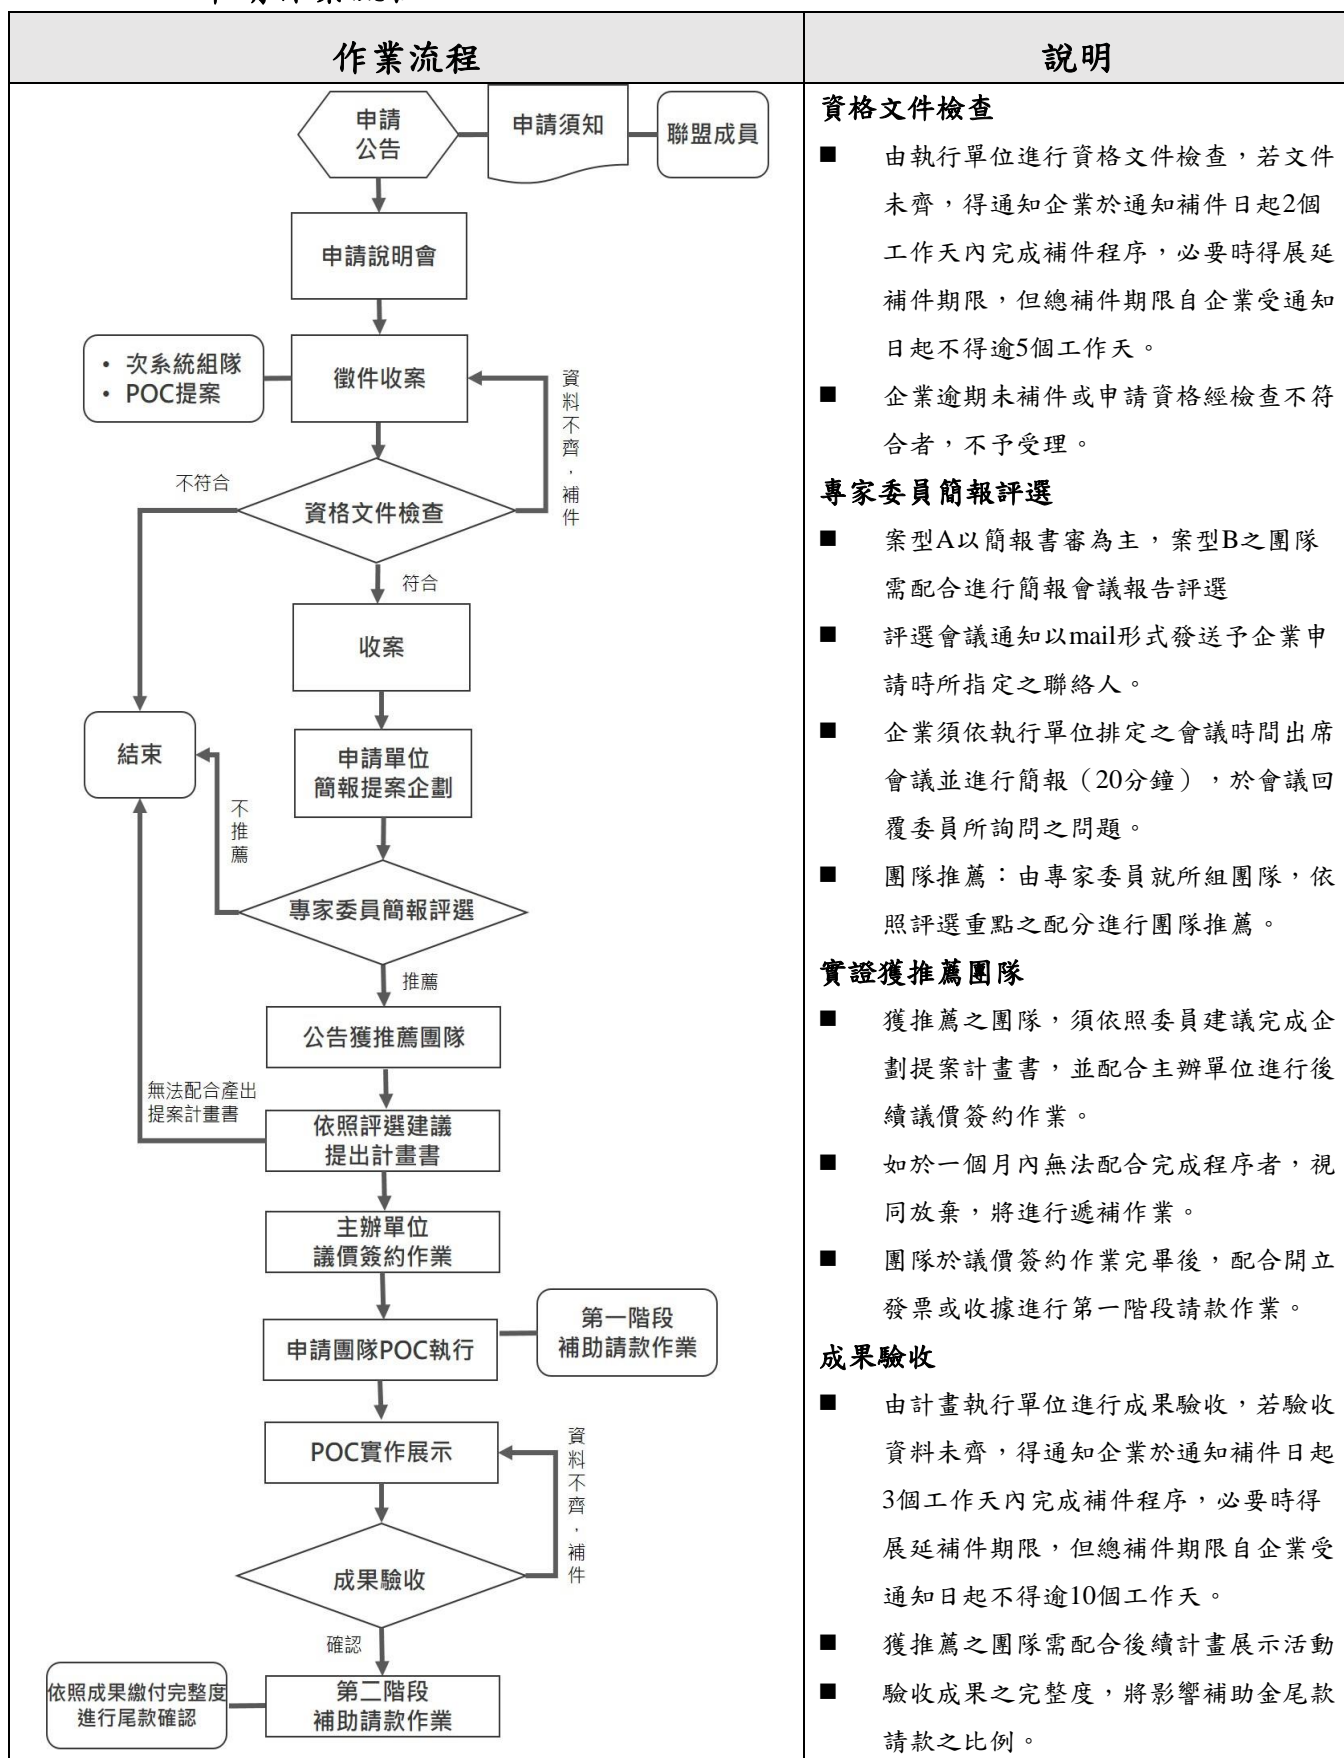 作業流程
說明
申請
公告
申請須知
聯盟成員
申請說明會
• 次系統組隊
• POC提案
徵件收案
資料不齊，補件
不符合
資格文件檢查
符合
收案
結束
申請單位
簡報提案企劃
不推薦
專家委員簡報評選
推薦
公告獲推薦團隊
無法配合產出
提案計畫書
依照評選建議
提出計畫書
主辦單位
議價簽約作業
申請團隊POC執行
第一階段
補助請款作業
POC實作展示
資料不齊，補件
成果驗收
確認
依照成果繳付完整度
進行尾款確認
第二階段
補助請款作業
資格文件檢查
■ 由執行單位進行資格文件檢查，若文件
未齊，得通知企業於通知補件日起2個
工作天內完成補件程序，必要時得展延
補件期限，但總補件期限自企業受通知
日起不得逾5個工作天。
■ 企業逾期未補件或申請資格經檢查不符
合者，不予受理。
專家委員簡報評選
■ 案型A以簡報書審為主，案型B之團隊
需配合進行簡報會議報告評選
■ 評選會議通知以mail形式發送予企業申
請時所指定之聯絡人。
■ 企業須依執行單位排定之會議時間出席
會議並進行簡報（20分鐘），於會議回
覆委員所詢問之問題。
■ 團隊推薦：由專家委員就所組團隊，依
照評選重點之配分進行團隊推薦。
實證獲推薦團隊
■ 獲推薦之團隊，須依照委員建議完成企
劃提案計畫書，並配合主辦單位進行後
續議價簽約作業。
■ 如於一個月內無法配合完成程序者，視
同放棄，將進行遞補作業。
■ 團隊於議價簽約作業完畢後，配合開立
發票或收據進行第一階段請款作業。
成果驗收
■ 由計畫執行單位進行成果驗收，若驗收
資料未齊，得通知企業於通知補件日起
3個工作天內完成補件程序，必要時得
展延補件期限，但總補件期限自企業受
通知日起不得逾10個工作天。
■ 獲推薦之團隊需配合後續計畫展示活動
■ 驗收成果之完整度，將影響補助金尾款
請款之比例。